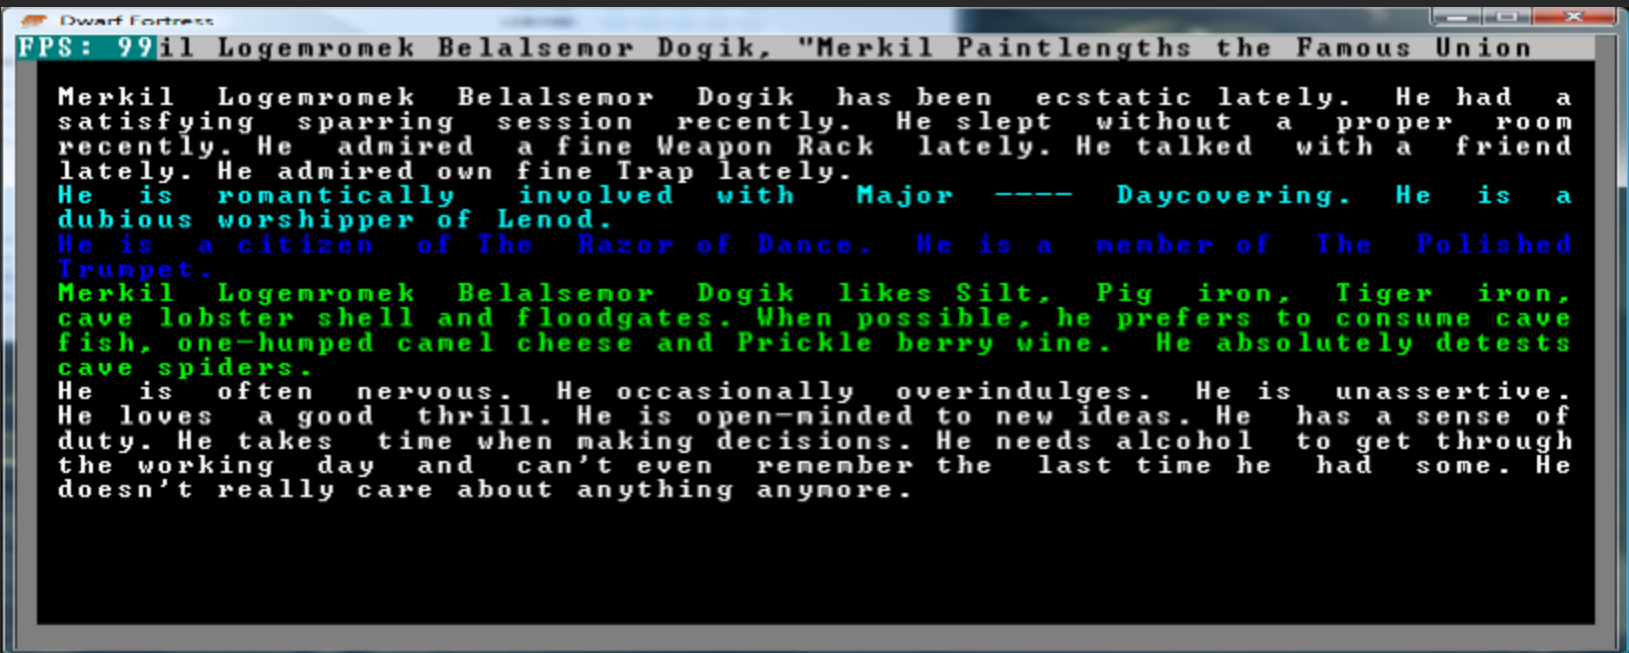 Dwarf Fortress
FPS: 99il Logemromek Belalsemor Dogik, "Merkil Paintlengths the Famous Union
Merkil Logemromek Belalsemor Dogik has been ecstatic lately. He had a
satisfying sparring session recently. He slept without a proper room
recently. He admired a fine Weapon Rack lately. He talked with a friend
lately. He admired own fine Trap lately.
He is romantically involved with Major ---- Daycovering. He is a
dubious worshipper of Lenod.
He is a citizen of The Razor of Dance. He is a member of The Polished
Trumpet.
Merkil Logemromek Belalsemor Dogik likes Silt, Pig iron, Tiger iron,
cave lobster shell and floodgates. When possible, he prefers to consume cave
fish, one-humped camel cheese and Prickle berry wine. He absolutely detests
cave spiders.
He is often nervous. He occasionally overindulges. He is unassertive.
He loves a good thrill. He is open-minded to new ideas. He has a sense of
duty. He takes time when making decisions. He needs alcohol to get through
the working day and can't even remember the last time he had some. He
doesn't really care about anything anymore.